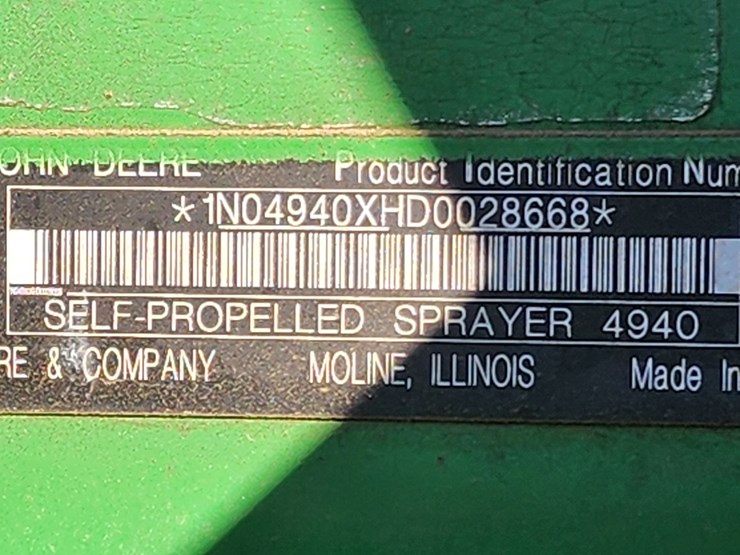 OHN DEERE Product Identification Num
*1N04940XHD0028668*
SELF-PROPELLED SPRAYER 4940
RE & COMPANY MOLINE, ILLINOIS Made In